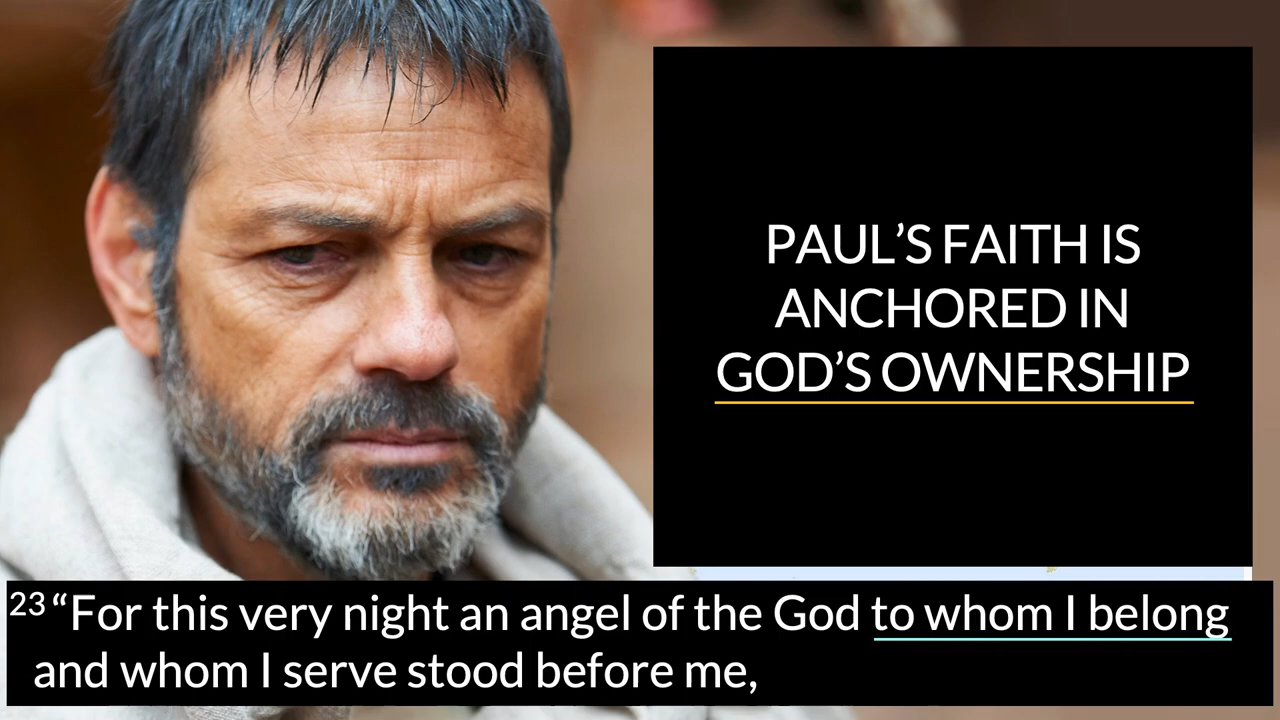 PAUL’S FAITH IS
ANCHORED IN
GOD’S OWNERSHIP
23 “For this very night an angel of the God to whom I belong
and whom I serve stood before me,